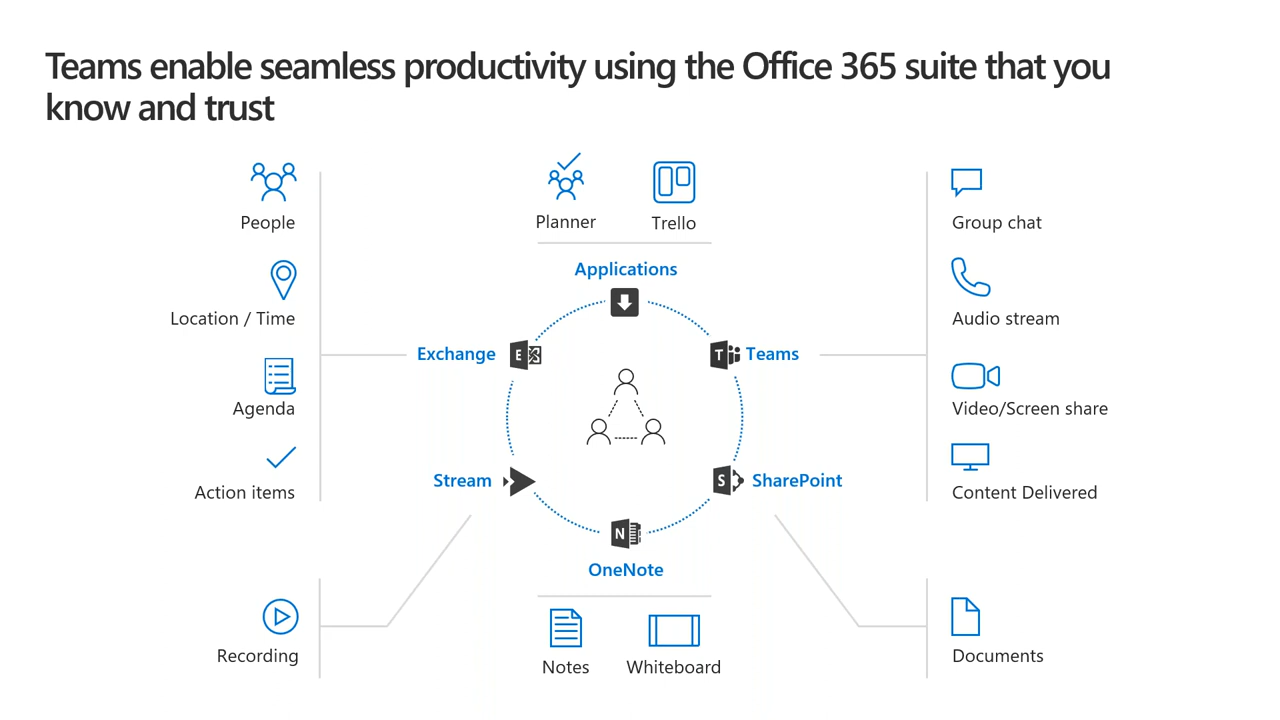 Teams enable seamless productivity using the Office 365 suite that you
know and trust
People
Location / Time
Agenda
Action items
Exchange
E
Planner
Trello
Applications
Teams
T
Group chat
Audio stream
Video/Screen share
Content Delivered
Stream
Recording
SharePoint
S
Documents
N
OneNote
Notes
Whiteboard